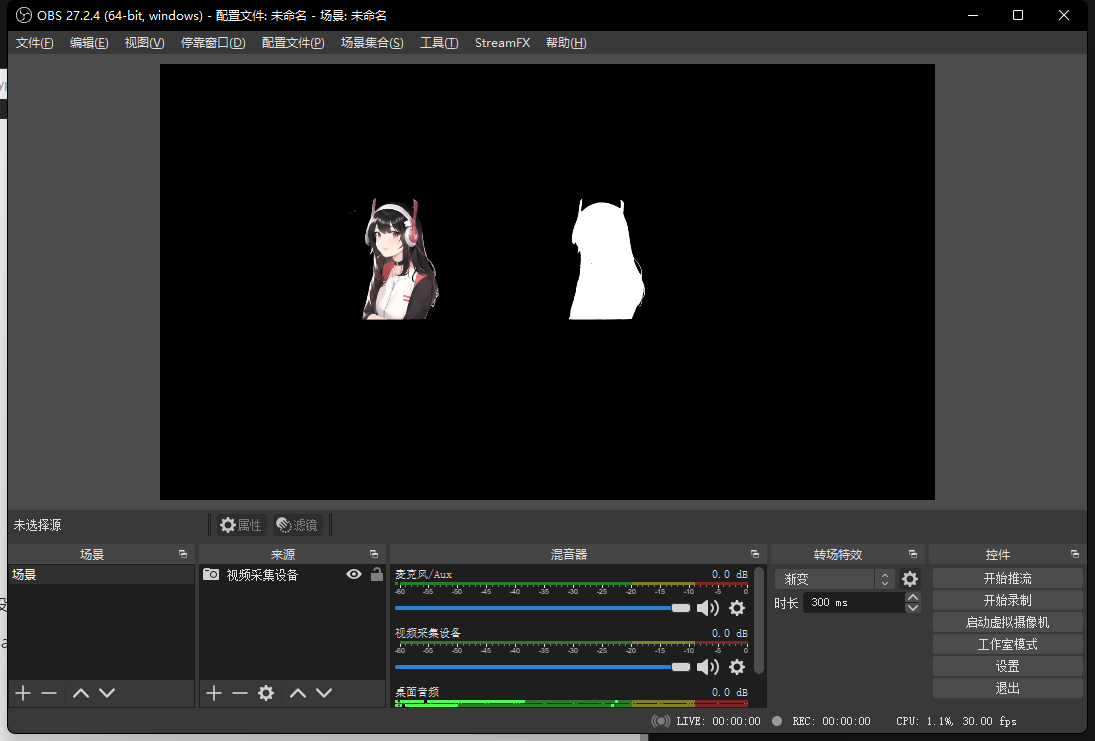 OBS 27.2.4 (64-bit, windows) - 配置文件: 未命名 - 场景: 未命名
文件(F) 编辑(E) 视图(V) 停靠窗口(D) 配置文件(P) 场景集合(S) 工具(T) StreamFX 帮助(H)
未选择源 属性 滤镜
场景 来源 混音器 转场特效 控件
场景
视频采集设备
麦克风/Aux 0.0 dB
-60 -55 -50 -45 -40 -35 -30 -25 -20 -15 -10 -5 0
视频采集设备 0.0 dB
-60 -55 -50 -45 -40 -35 -30 -25 -20 -15 -10 -5 0
桌面音频 0.0 dB
渐变
时长 300 ms
开始推流
开始录制
启动虚拟摄像机
工作室模式
设置
退出
LIVE: 00:00:00 REC: 00:00:00 CPU: 1.1%, 30.00 fps